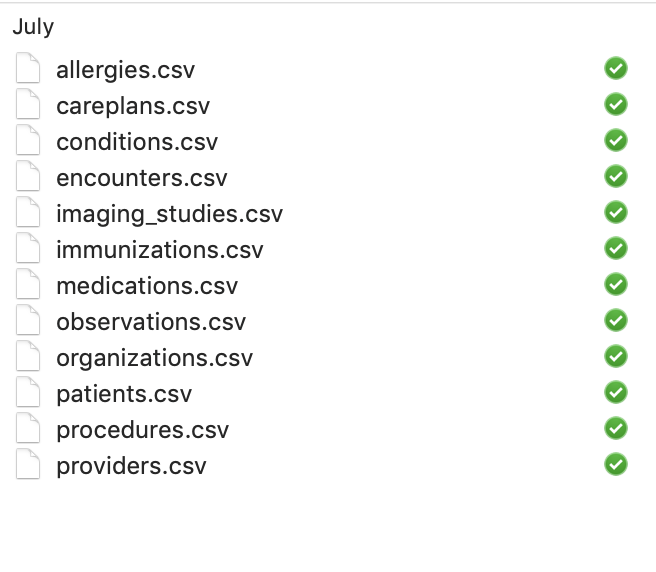 July
allergies.csv
careplans.csv
conditions.csv
encounters.csv
imaging_studies.csv
immunizations.csv
medications.csv
observations.csv
organizations.csv
patients.csv
procedures.csv
providers.csv